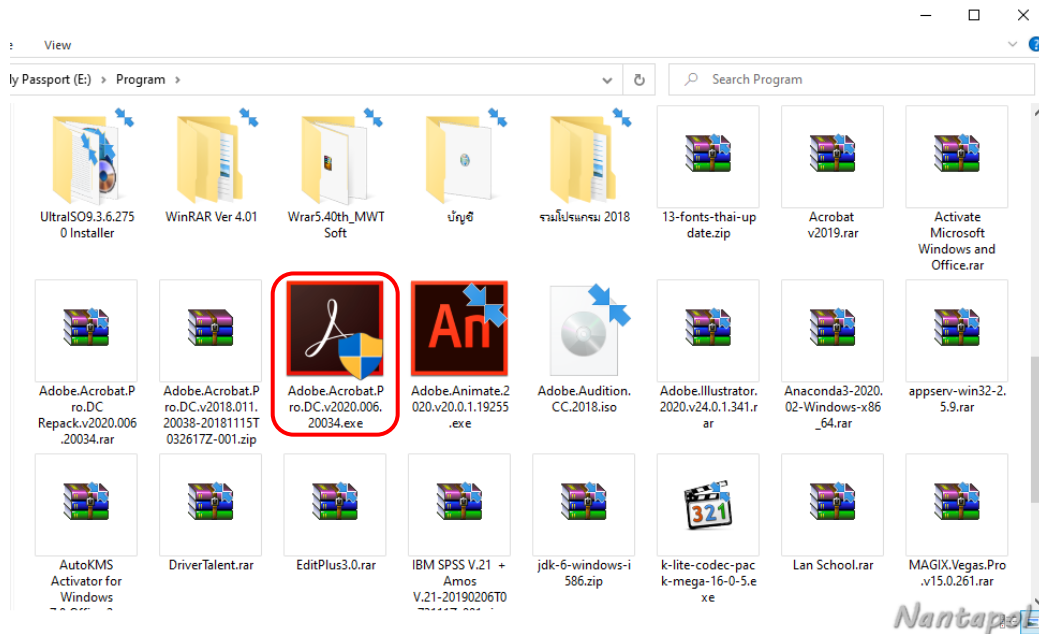 View
My Passport (E:) > Program >
Search Program
UltraISO9.3.6.275
0 Installer
WinRAR Ver 4.01
Wrar5.40th_MWT
Soft
บัญชี
รวมโปรแกรม 2018
13-fonts-thai-up
date.zip
Acrobat
v2019.rar
Activate
Microsoft
Windows and
Office.rar
Adobe.Acrobat.P
ro.DC
Repack.v2020.006
.20034.rar
Adobe.Acrobat.P
ro.DC.v2018.011.
20038-20181115T
032617Z-001.zip
Adobe.Acrobat.P
ro.DC.v2020.006.
20034.exe
An
Adobe.Animate.2
020.v20.0.1.19255
.exe
Adobe.Audition.
CC.2018.iso
Adobe.Illustrator.
2020.v24.0.1.341.r
ar
Anaconda3-2020.
02-Windows-x86
_64.rar
appserv-win32-2.
5.9.rar
AutoKMS
Activator for
Windows
DriverTalent.rar
EditPlus3.0.rar
IBM SPSS V.21 +
Amos
V.21-20190206T0
jdk-6-windows-i
586.zip
321
k-lite-codec-pac
k-mega-16-0-5.e
xe
Lan School.rar
MAGIX.Vegas.Pro
.v15.0.261.rar
Nantapol